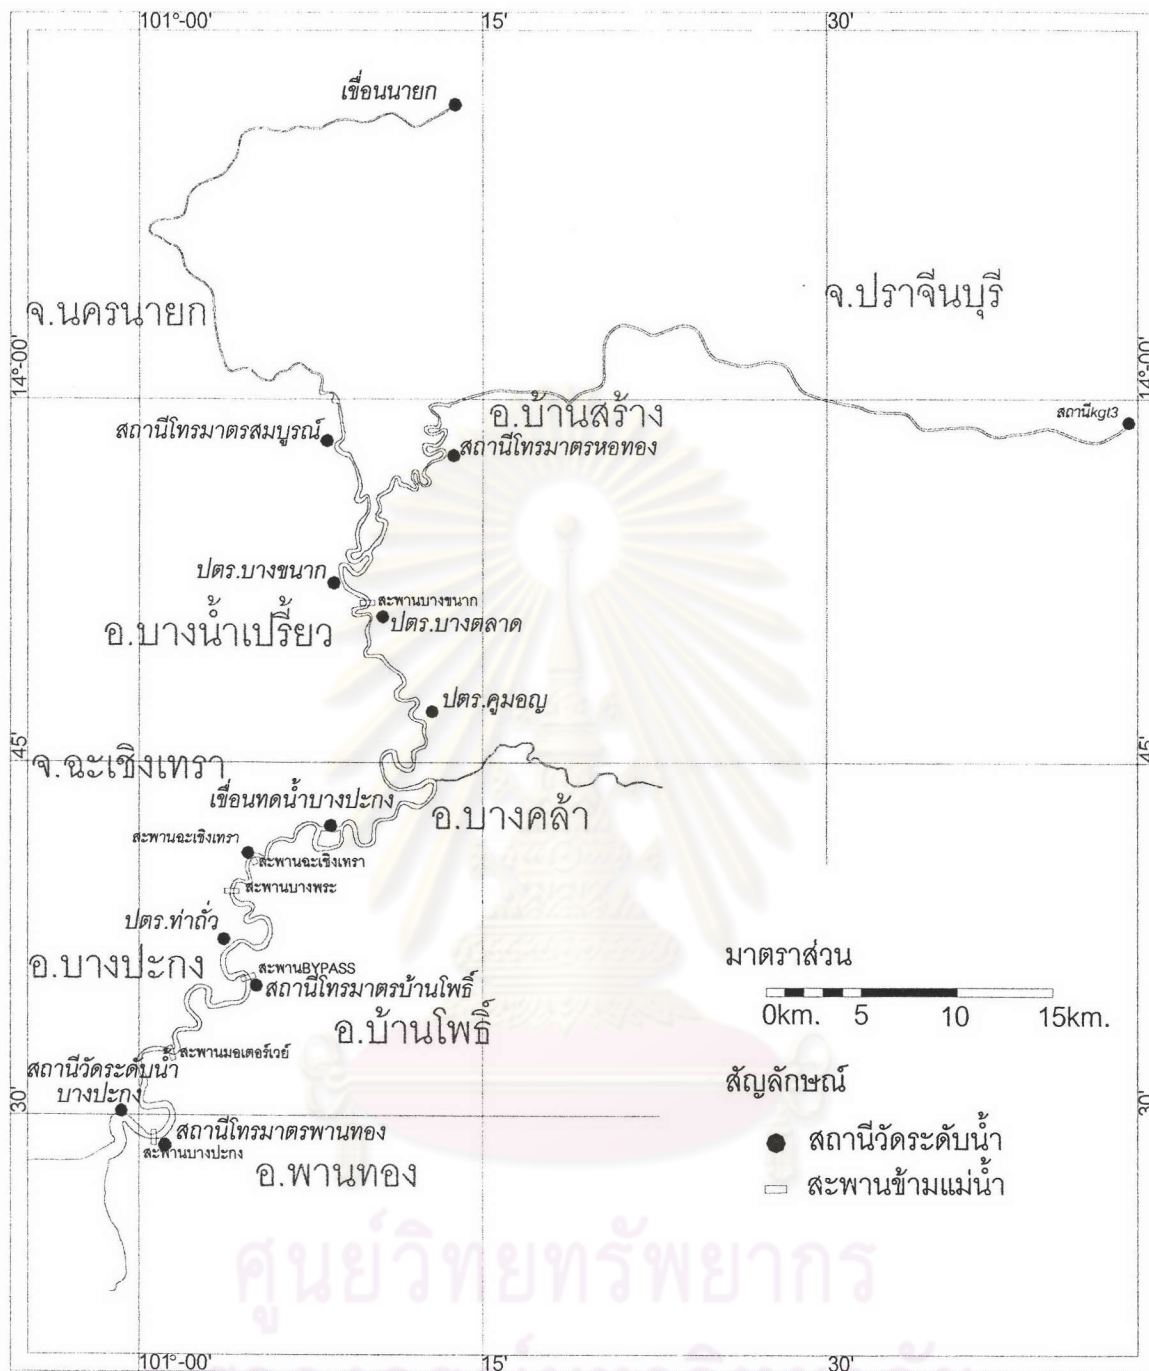 101°-00'
15'
30'
เขื่อนนายก
จ.ปราจีนบุรี
จ.นครนายก
14°-00'
14°-00'
อ.บ้านสร้าง
สถานีkgt3
สถานีโทรมาตรสมบูรณ์
สถานีโทรมาตรหอทอง
ปตร.บางขนาก
สะพานบางขนาก
ปตร.บางตลาด
อ.บางน้ำเปรี้ยว
ปตร.คูมอญ
45'
45'
จ.ฉะเชิงเทรา
เขื่อนทดน้ำบางปะกง
อ.บางคล้า
สะพานฉะเชิงเทรา
สะพานฉะเชิงเทรา
สะพานบางพระ
ปตร.ท่าถั่ว
อ.บางปะกง
สะพานBYPASS
สถานีโทรมาตรบ้านโพธิ์
อ.บ้านโพธิ์
มาตราส่วน
0km. 5 10 15km.
สะพานมอเตอร์เวย์
สถานีวัดระดับน้ำ
บางปะกง
สัญลักษณ์
30'
30'
สถานีโทรมาตรพานทอง
สะพานบางปะกง
อ.พานทอง
สถานีวัดระดับน้ำ
สะพานข้ามแม่น้ำ
ศูนย์วิทยทรัพยากร
101°-00'
15'
30'